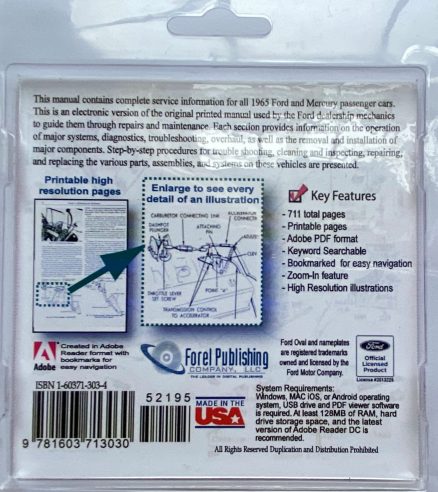 This manual contains complete service information for all 1965 Ford and Mercury passenger cars.
This is an electronic version of the original printed manual used by the Ford dealership mechanics
to guide them through repairs and maintenance. Each section provides information on the operation
of major systems, diagnostics, troubleshooting, overhaul, as well as the removal and installation of
major components. Step-by-step procedures for trouble shooting, cleaning and inspecting, repairing,
and replacing the various parts, assemblies, and systems on these vehicles are presented.
Printable high
resolution pages
Enlarge to see every
detail of an illustration
CARBURETOR CONNECTING LINK
DASHPOT
PLUNGER
ATTACHING
PIN
THROTTLE LEVER
SET SCREW
POINT "A"
TRANSMISSION CONTROL
TO ACCELERATOR
Key Features
- 711 total pages
- Printable pages
- Adobe PDF format
- Keyword Searchable
- Bookmarked for easy navigation
- Zoom-In feature
- High Resolution illustrations
Adobe
Created in Adobe
Reader format with
bookmarks for
easy navigation
Forel Publishing
COMPANY, LLC
THE LEADER IN DIGITAL PUBLISHING
Ford Oval and nameplates
are registered trademarks
owned and licensed by the
Ford Motor Company.
Ford
Official
Licensed
Product
ISBN 1-60371-303-4
52195
9 781603 713030
MADE IN THE
USA
System Requirements:
Windows, MAC IOS, or Android operating
system, USB drive and PDF viewer software
is required. At least 128MB of RAM, hard
drive storage space, and the latest
version of Adobe Reader DC is
recommended.
All Rights Reserved Duplication and Distribution Prohibited